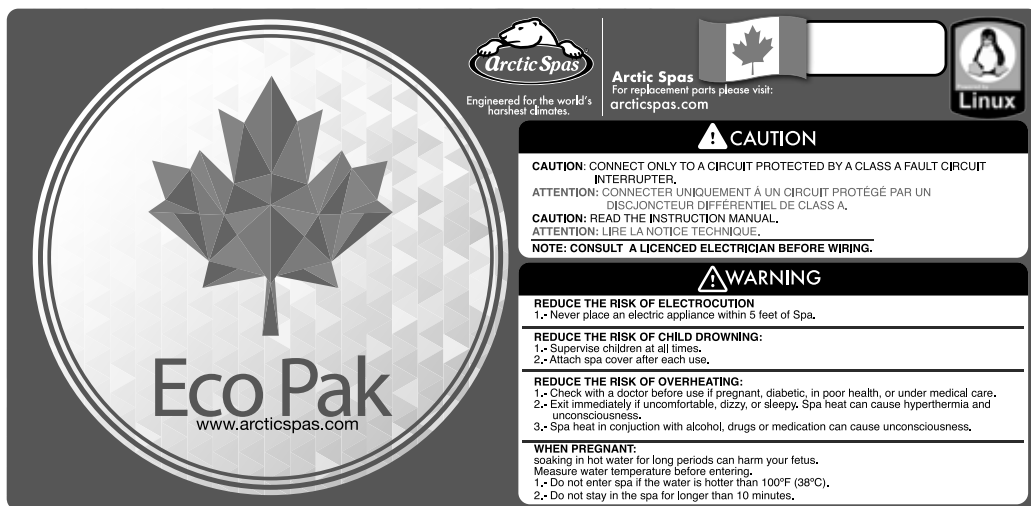 Eco Pak
www.arcticspas.com
Arctic Spas
Engineered for the world's
harshest climates.
Arctic Spas
For replacement parts please visit:
arcticspas.com
Powered by
Linux
CAUTION
CAUTION: CONNECT ONLY TO A CIRCUIT PROTECTED BY A CLASS A FAULT CIRCUIT
INTERRUPTER.
ATTENTION: CONNECTER UNIQUEMENT Á UN CIRCUIT PROTÉGÉ PAR UN
DISCJONCTEUR DIFFÉRENTIEL DE CLASS A.
CAUTION: READ THE INSTRUCTION MANUAL.
ATTENTION: LIRE LA NOTICE TECHNIQUE.
NOTE: CONSULT A LICENCED ELECTRICIAN BEFORE WIRING.
WARNING
REDUCE THE RISK OF ELECTROCUTION
1.- Never place an electric appliance within 5 feet of Spa.
REDUCE THE RISK OF CHILD DROWNING:
1.- Supervise children at all times.
2.- Attach spa cover after each use.
REDUCE THE RISK OF OVERHEATING:
1.- Check with a doctor before use if pregnant, diabetic, in poor health, or under medical care.
2.- Exit immediately if uncomfortable, dizzy, or sleepy. Spa heat can cause hyperthermia and
unconsciousness.
3.- Spa heat in conjuction with alcohol, drugs or medication can cause unconsciousness.
WHEN PREGNANT:
soaking in hot water for long periods can harm your fetus.
Measure water temperature before entering.
1.- Do not enter spa if the water is hotter than 100ºF (38ºC).
2.- Do not stay in the spa for longer than 10 minutes.